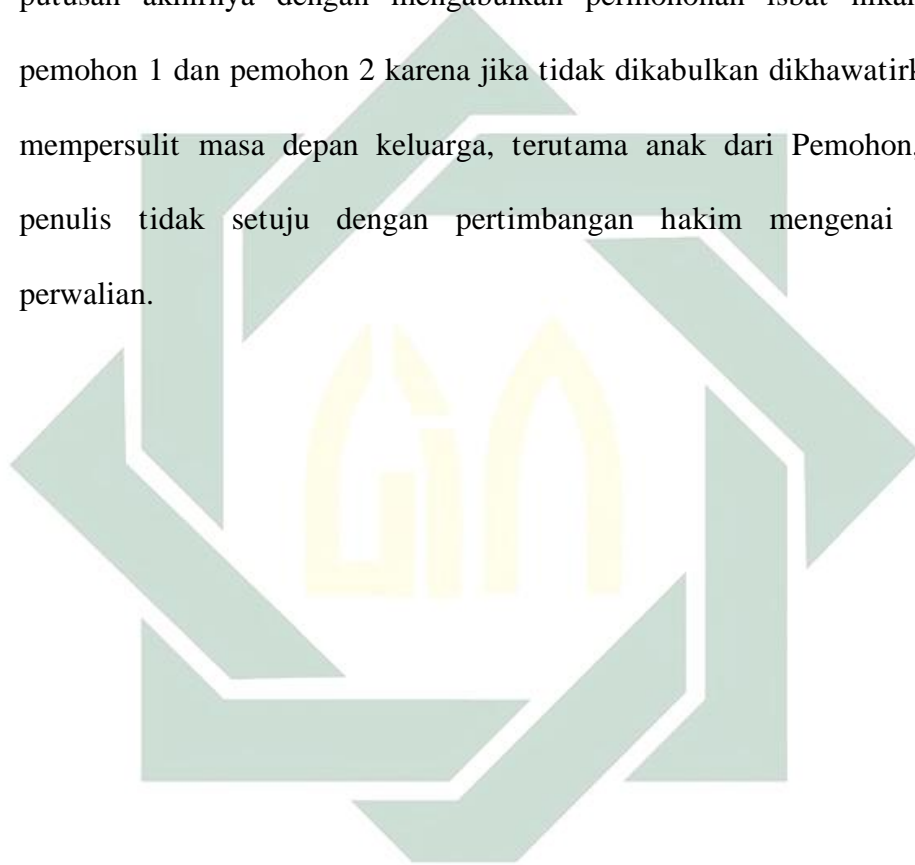 putusan akhirnya dengan mengabulkan permohonan isbat
pemohon 1 dan pemohon 2 karena jika tidak dikabulkan
mempersulit masa depan keluarga, terutama anak dari Pemohon,
penulis tidak setuju dengan pertimbangan hakim mengenai
perwalian.